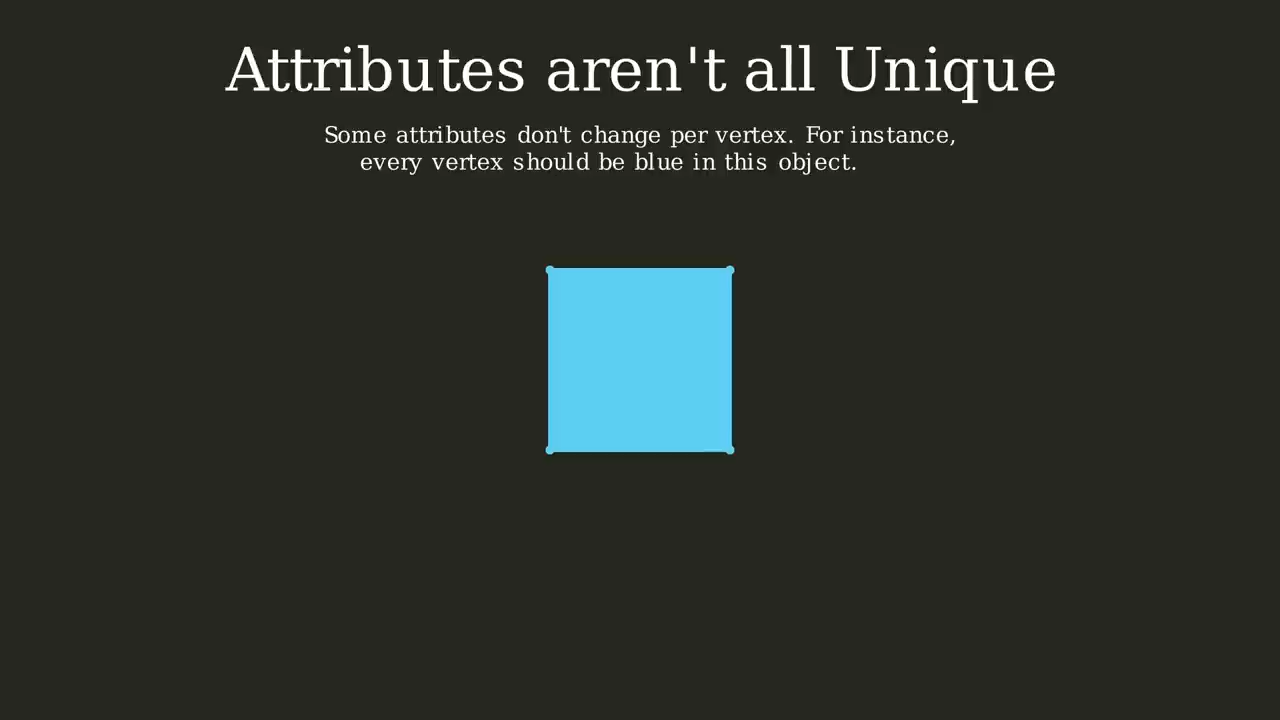 Attributes aren't all Unique
Some attributes don't change per vertex. For instance,
every vertex should be blue in this object.